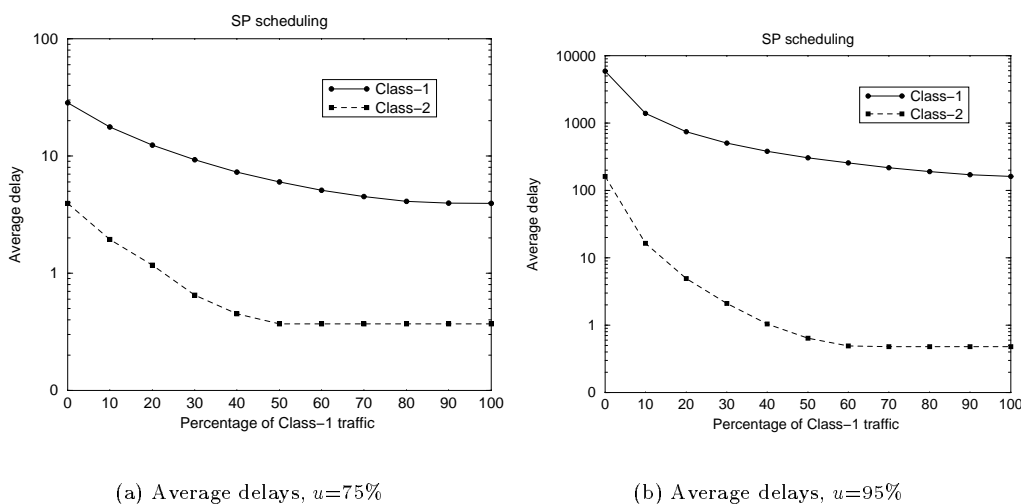 SP scheduling
100
10
1
0
Average delay
Class-1
Class-2
0 10 20 30 40 50 60 70 80 90 100
Percentage of Class-1 traffic
(a) Average delays, u=75%
SP scheduling
10000
1000
100
10
1
0
Average delay
Class-1
Class-2
0 10 20 30 40 50 60 70 80 90 100
Percentage of Class-1 traffic
(b) Average delays, u=95%